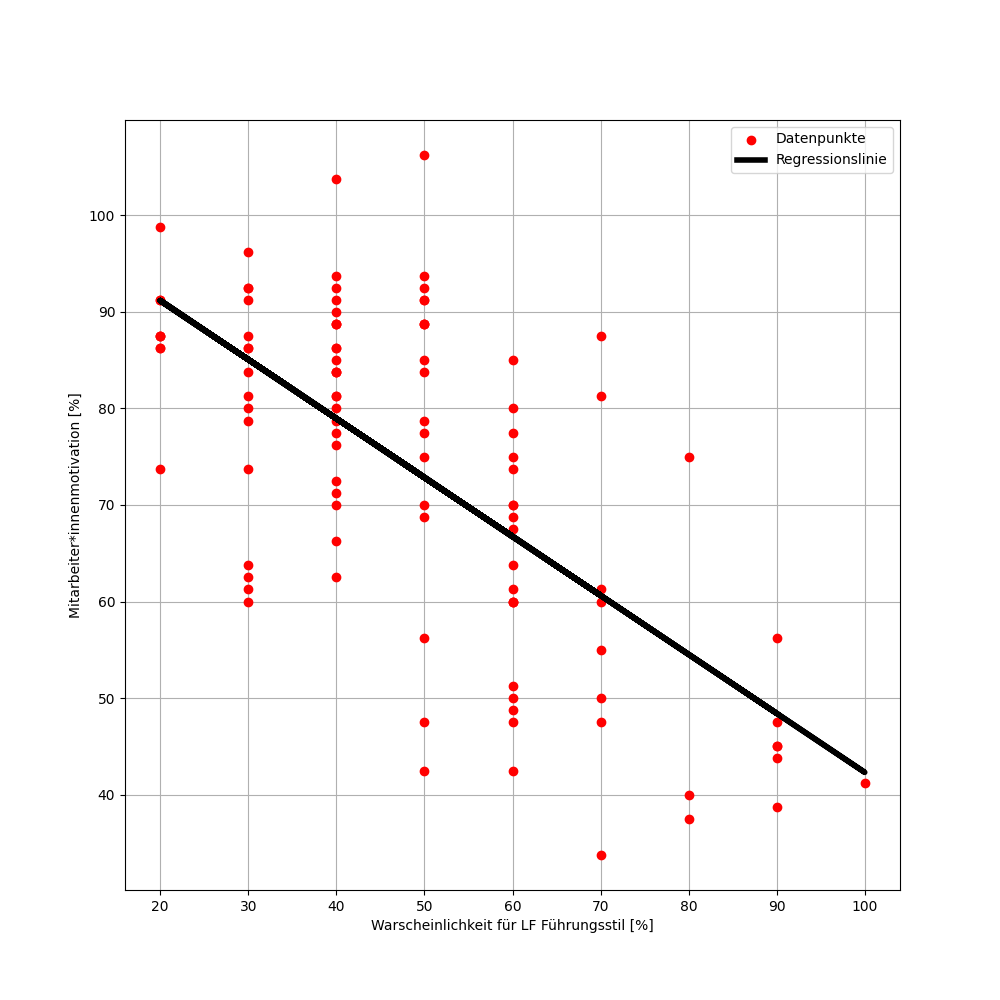 Datenpunkte
Regressionslinie
100
90
80
70
60
50
40
Mitarbeiter*innenmotivation [%]
20 30 40 50 60 70 80 90 100
Warscheinlichkeit für LF Führungsstil [%]